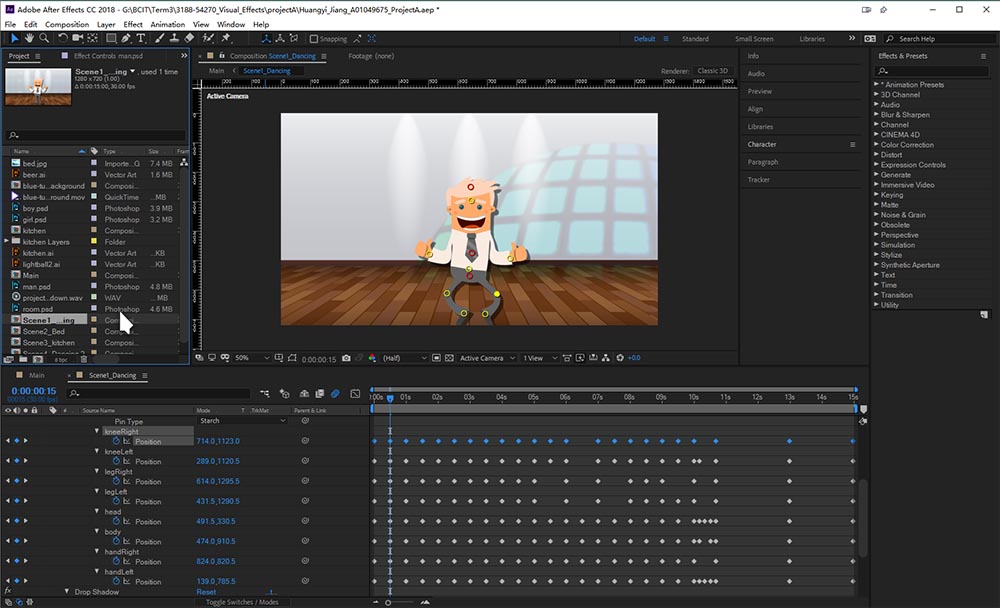 Adobe After Effects CC 2018 - G:\BCIT\Term3\3188-54270_Visual_Effects\projectA\Huangyi_Jiang_A01049675_ProjectA.aep *
File Edit Composition Layer Effect Animation View Window Help
Snapping Default Standard Small Screen Libraries Search Help
Project Effect Controls man.psd Composition Scene1_Dancing Footage (none) Info Effects & Presets
Scene1_...ing , used 1 time
1280 x 720 (1.00)
Δ 0:00:15:00, 30.00 fps
Main Scene1_Dancing Renderer: Classic 3D
Active Camera
Audio
Preview
Align
Libraries
Character
Paragraph
Tracker
* Animation Presets
3D Channel
Audio
Blur & Sharpen
Channel
CINEMA 4D
Color Correction
Distort
Expression Controls
Generate
Immersive Video
Keying
Matte
Noise & Grain
Obsolete
Perspective
Simulation
Stylize
Synthetic Aperture
Text
Time
Transition
Utility
Name Type Size Fram
bed.jpg Importe...G 7.4 MB
beer.ai Vector Art 1.6 MB
blue-tu...ackground Composi...
blue-tu...round.mov QuickTime ...MB
boy.psd Photoshop 3.9 MB
girl.psd Photoshop 3.2 MB
kitchen Composi...
kitchen Layers Folder
kitchen.ai Vector Art ...KB
lightball2.ai Vector Art ...KB
Main Composi...
man.psd Photoshop 4.8 MB
project...down.wav WAV ...MB
room.psd Photoshop 4.6 MB
Scene1_...ing
Scene2_Bed Composi...
Scene3_kitchen Composi...
8 bpc
50% 0:00:00:15 (Half) Active Camera 1 View +0.0
Main Scene1_Dancing
0:00:00:15
00015 (30.00 fps)
:00s 01s 02s 03s 04s 05s 06s 07s 08s 09s 10s 13s 15s
# Source Name Mode T TrkMat Parent & Link
Pin Type Starch
kneeRight
Position 714.0,1123.0
kneeLeft
Position 289.0,1120.5
legRight
Position 614.0,1295.5
legLeft
Position 431.5,1290.5
head
Position 491.5,330.5
body
Position 474.0,910.5
handRight
Position 824.0,820.5
handLeft
Position 139.0,785.5
fx Drop Shadow Reset
Toggle Switches / Modes